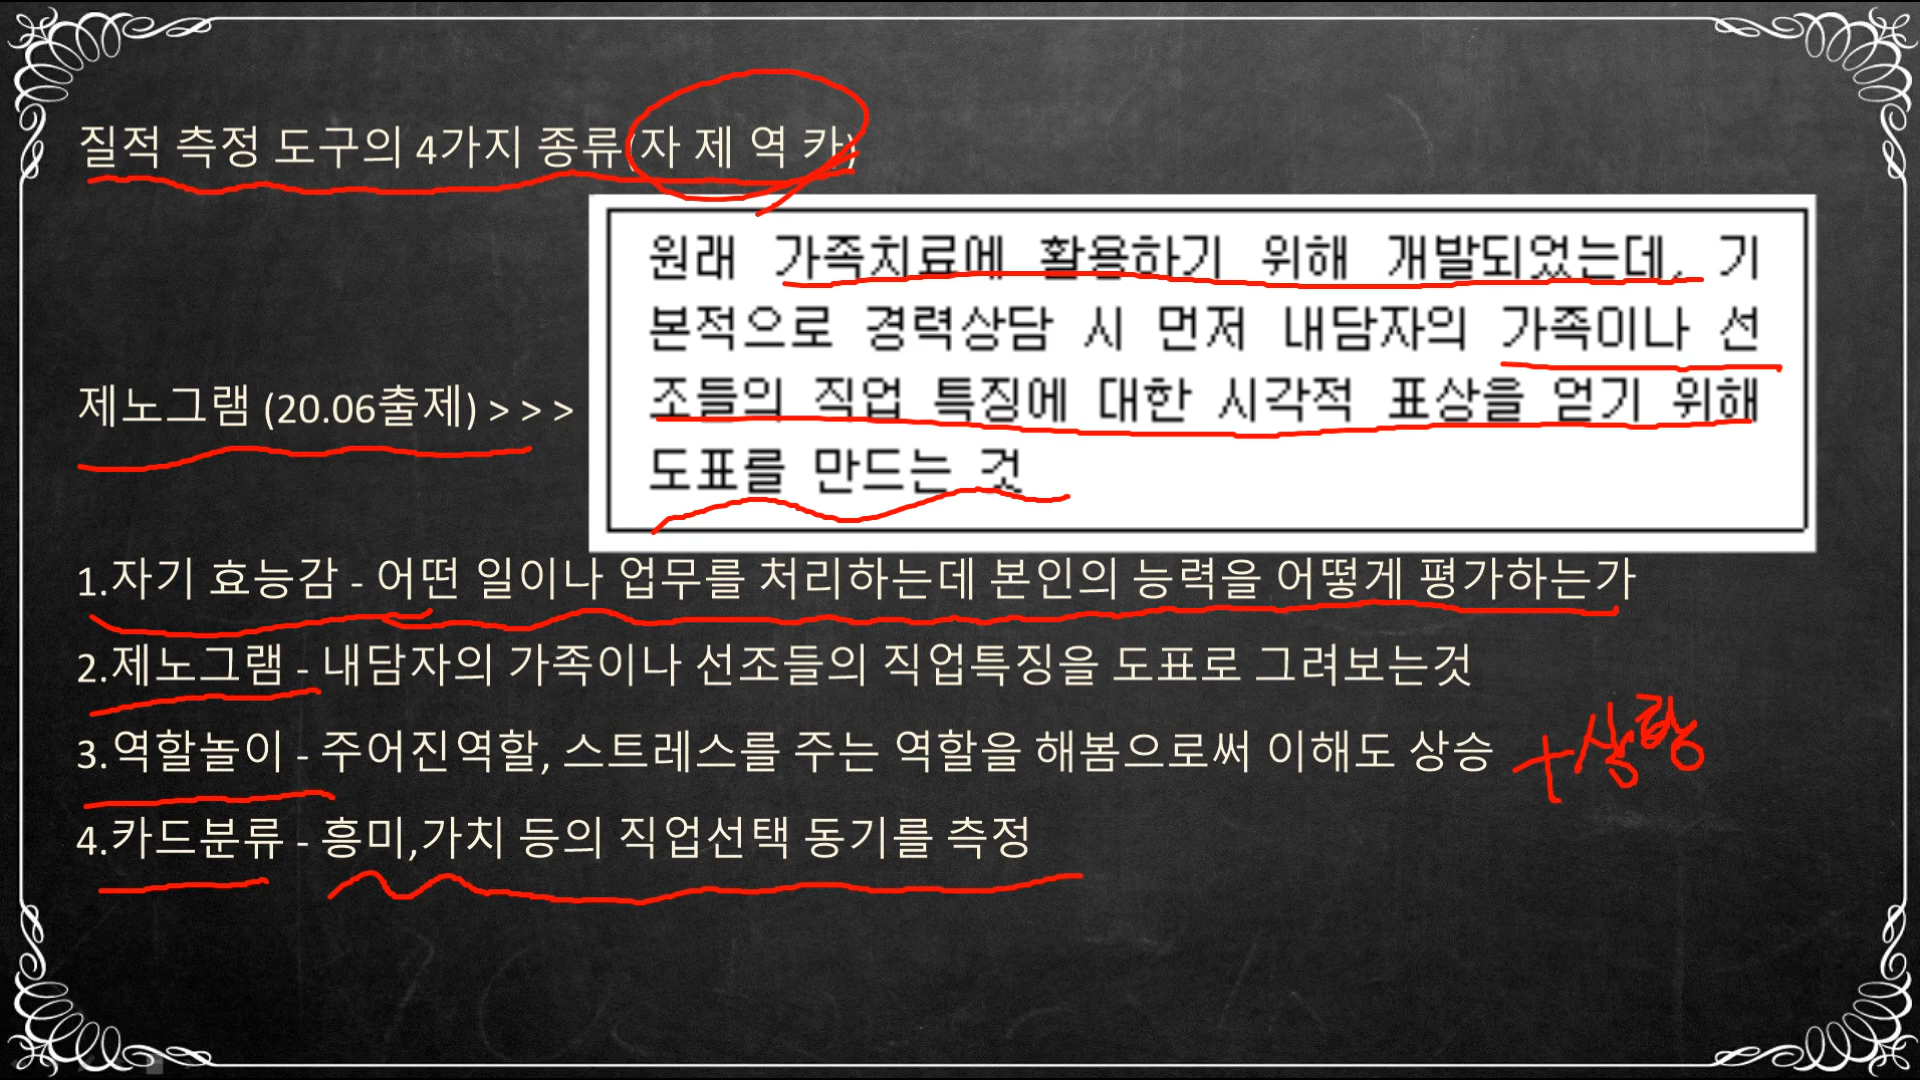 질적 측정 도구의 4가지 종류(자 제 역 카)
원래 가족치료에 활용하기 위해 개발되었는데, 기
본적으로 경력상담 시 먼저 내담자의 가족이나 선
조들의 직업 특징에 대한 시각적 표상을 얻기 위해
도표를 만드는 것
제노그램 (20.06출제) > > >
1.자기 효능감 - 어떤 일이나 업무를 처리하는데 본인의 능력을 어떻게 평가하는가
2.제노그램 - 내담자의 가족이나 선조들의 직업특징을 도표로 그려보는것
3.역할놀이 - 주어진역할, 스트레스를 주는 역할을 해봄으로써 이해도 상승
4.카드분류 - 흥미,가치 등의 직업선택 동기를 측정